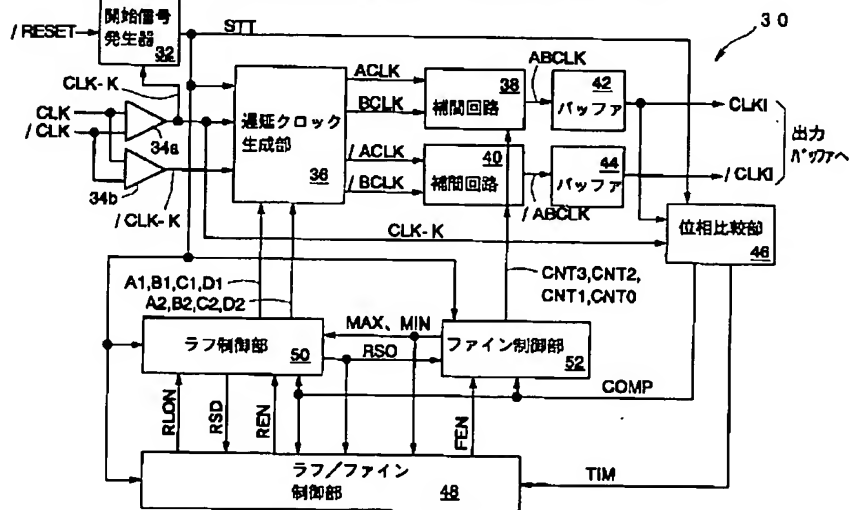 開始信号
発生器
32
/RESET
STT
30
CLK-K
CLK
/CLK
34a
34b
/CLK-K
遅延クロック
生成部
36
ACLK
BCLK
/ACLK
/BCLK
補間回路
38
補間回路
40
ABCLK
/ABCLK
バッファ
42
バッファ
44
CLKI
/CLKI
出力
バッファへ
位相比較部
46
CLK-K
A1,B1,C1,D1
A2,B2,C2,D2
CNT3,CNT2,
CNT1,CNT0
ラフ制御部
50
MAX、MIN
RSO
ファイン制御部
52
COMP
RLON
RSD
REN
FEN
ラフ/ファイン
制御部
48
TIM